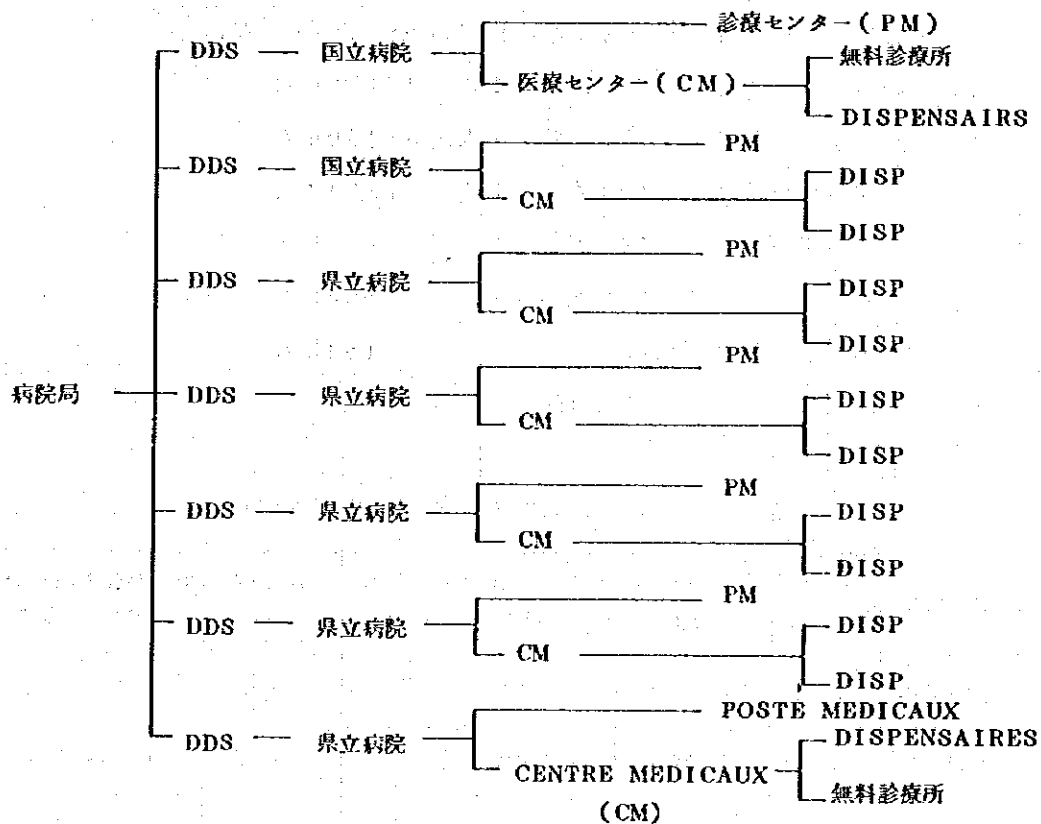 診療センター(PM)
DDS 国立病院 無料診療所
医療センター(CM)
DISPENSAIRS
PM
DDS 国立病院 DISP
CM
DISP
PM
DDS 県立病院 DISP
CM
DISP
PM
病院局 DDS 県立病院 DISP
CM
DISP
PM
DDS 県立病院 DISP
CM
DISP
PM
DDS 県立病院 DISP
CM
DISP
POSTE MEDICAUX
DDS 県立病院 DISPENSAIRES
CENTRE MEDICAUX
(CM) 無料診療所